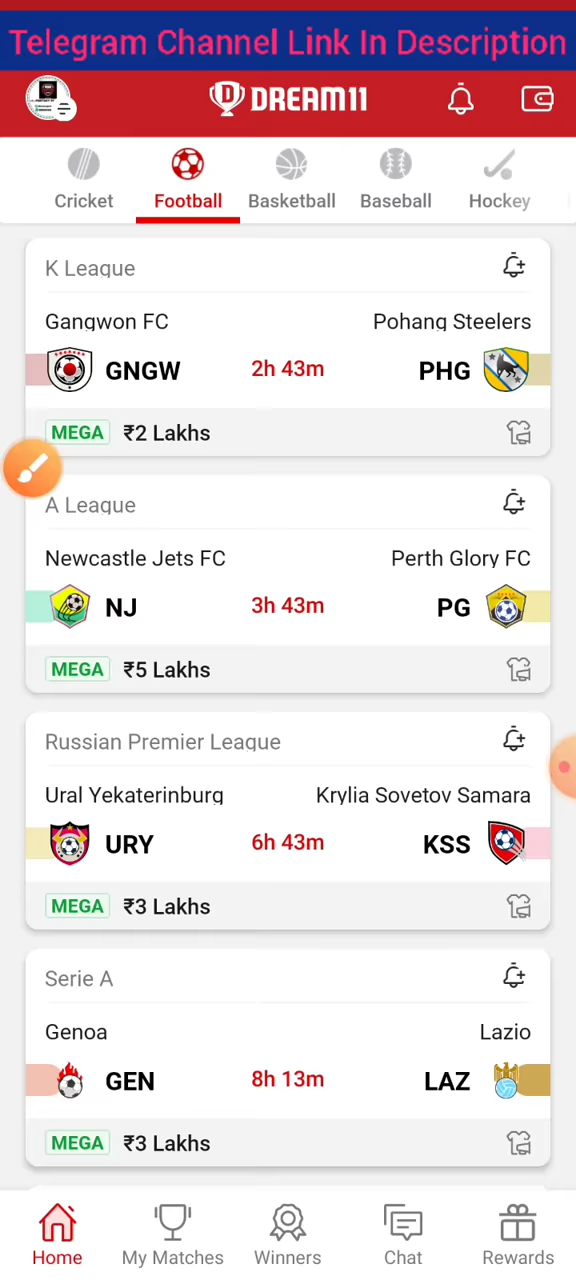 Telegram Channel Link In Description
DREAM11
Cricket Football Basketball Baseball Hockey
K League
Gangwon FC Pohang Steelers
GNGW 2h 43m PHG
MEGA ₹2 Lakhs
A League
Newcastle Jets FC Perth Glory FC
NJ 3h 43m PG
MEGA ₹5 Lakhs
Russian Premier League
Ural Yekaterinburg Krylia Sovetov Samara
URY 6h 43m KSS
MEGA ₹3 Lakhs
Serie A
Genoa Lazio
GEN 8h 13m LAZ
MEGA ₹3 Lakhs
Home My Matches Winners Chat Rewards